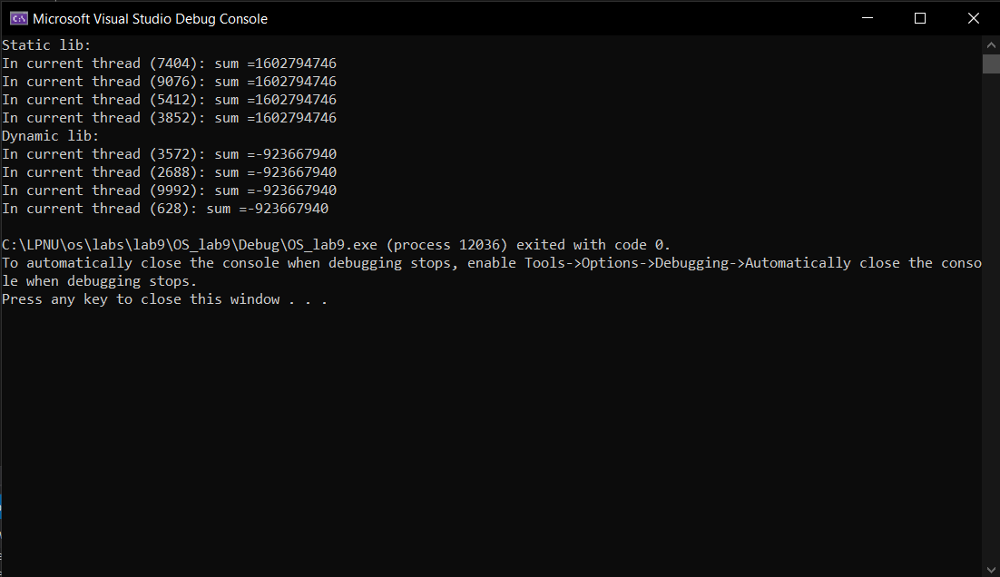 Microsoft Visual Studio Debug Console
Static lib:
In current thread (7404): sum =1602794746
In current thread (9076): sum =1602794746
In current thread (5412): sum =1602794746
In current thread (3852): sum =1602794746
Dynamic lib:
In current thread (3572): sum =-923667940
In current thread (2688): sum =-923667940
In current thread (9992): sum =-923667940
In current thread (628): sum =-923667940
C:\LPNU\os\labs\lab9\OS_lab9\Debug\OS_lab9.exe (process 12036) exited with code 0.
To automatically close the console when debugging stops, enable Tools->Options->Debugging->Automatically close the conso
le when debugging stops.
Press any key to close this window . . .